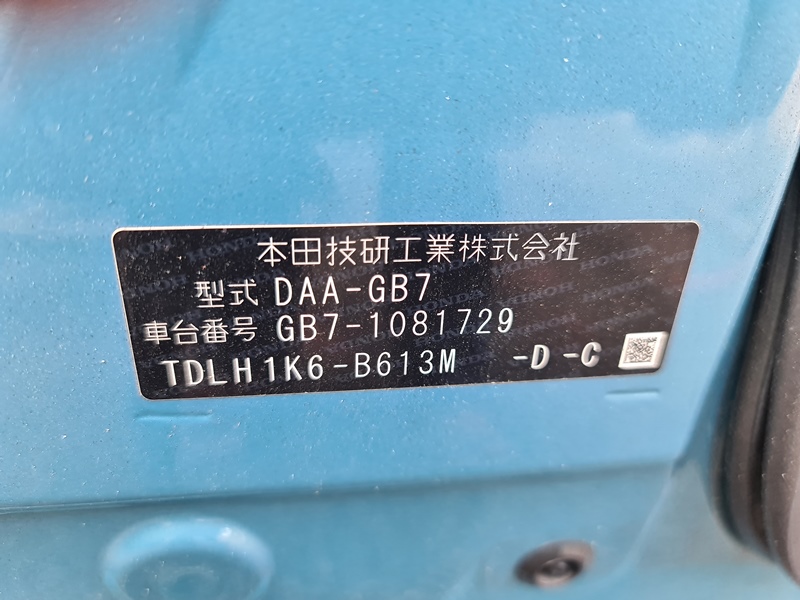 本田技研工業株式会社
型式 DAA-GB7
車台番号 GB7-1081729
TDLH1K6-B613M -D -C